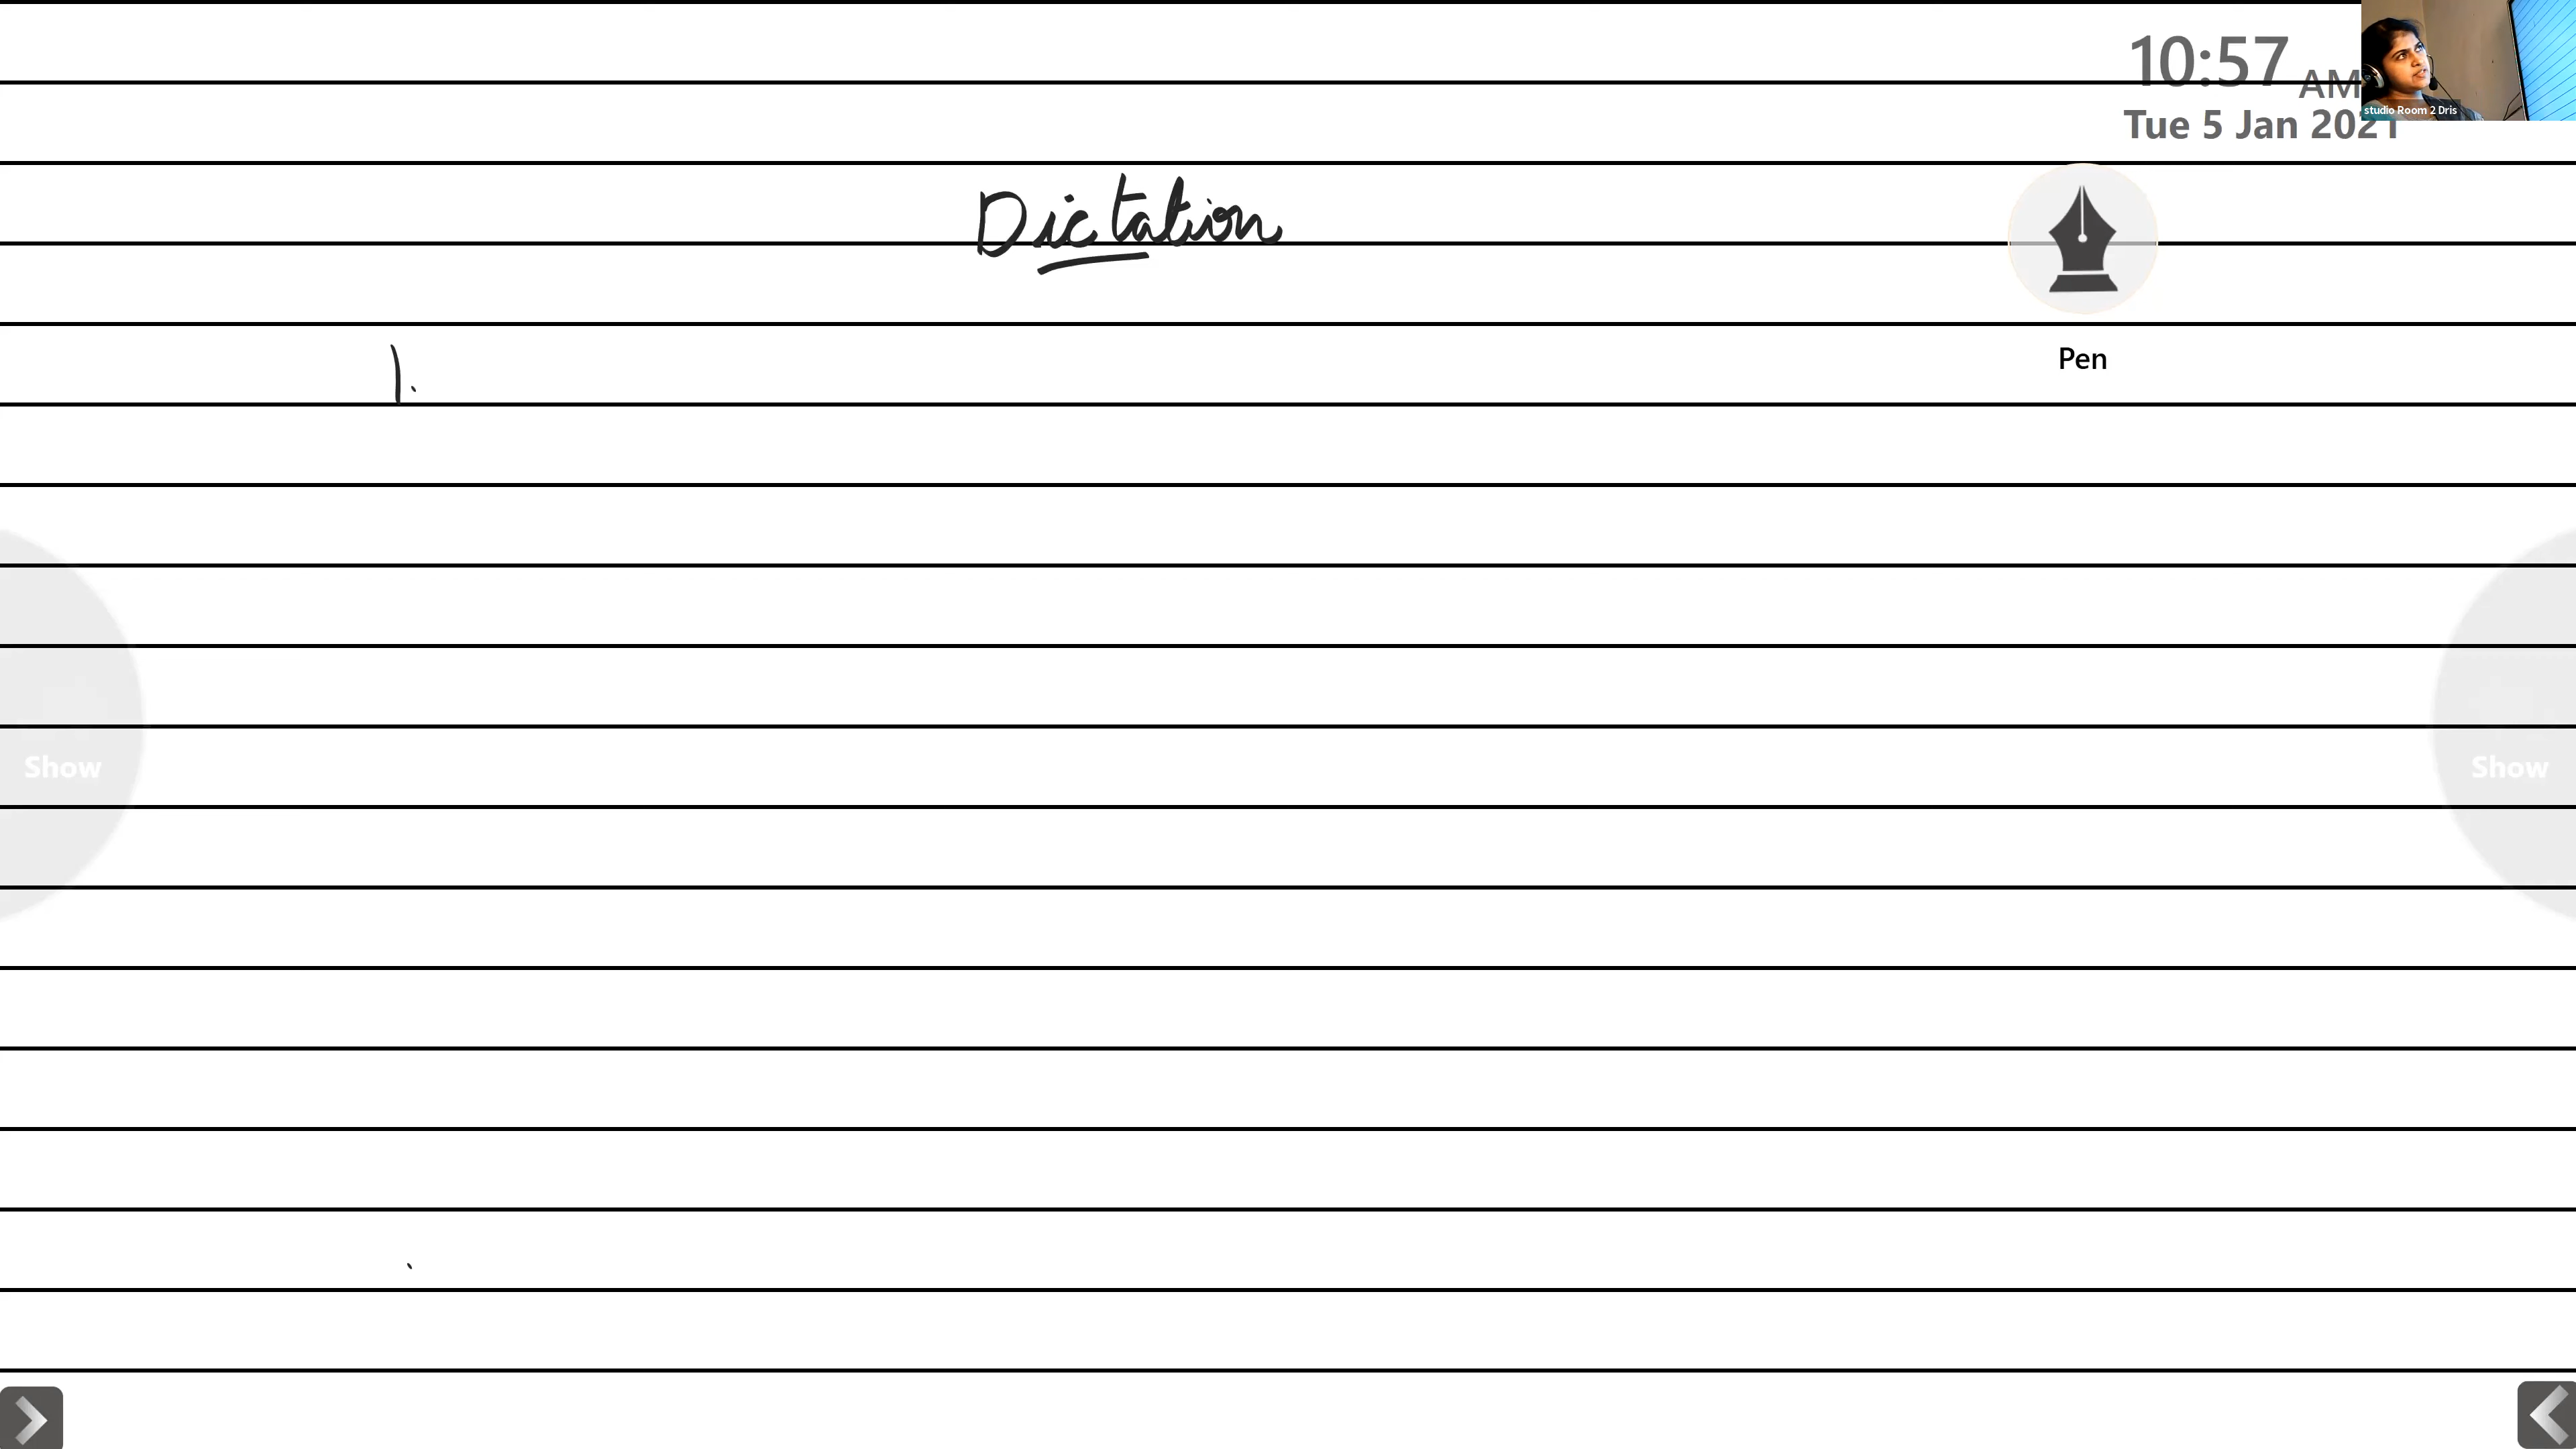 10:57 AM
studio Room 2 Dris
Tue 5 Jan 2021
Dictation
Pen
1.
Show
Show